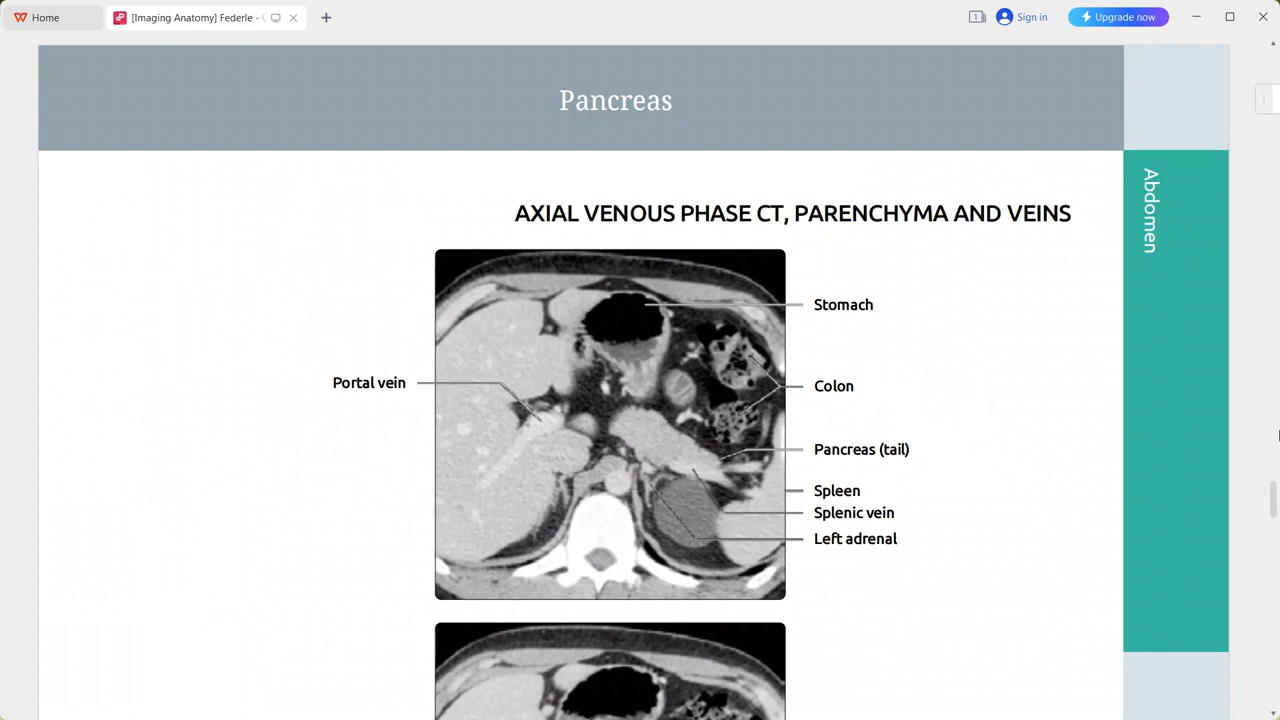 Home
[Imaging Anatomy] Federle - C
1
Sign in
Upgrade now
Pancreas
Abdomen
AXIAL VENOUS PHASE CT, PARENCHYMA AND VEINS
Stomach
Portal vein
Colon
Pancreas (tail)
Spleen
Splenic vein
Left adrenal